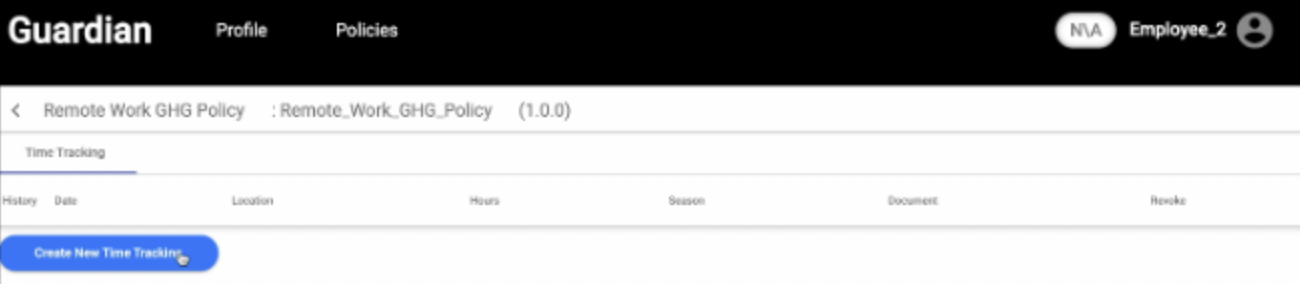 Guardian Profile Policies N\A Employee_2
Remote Work GHG Policy : Remote_Work_GHG_Policy (1.0.0)
Time Tracking
History Date Location Hours Season Document Revoke
Create New Time Tracking